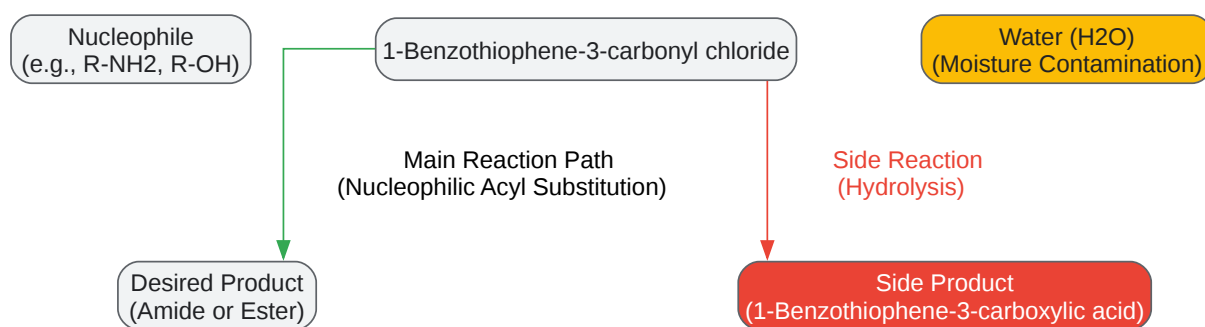 Nucleophile
(e.g., R-NH2, R-OH)
1-Benzothiophene-3-carbonyl chloride
Water (H2O)
(Moisture Contamination)
Main Reaction Path
(Nucleophilic Acyl Substitution)
Side Reaction
(Hydrolysis)
Desired Product
(Amide or Ester)
Side Product
(1-Benzothiophene-3-carboxylic acid)